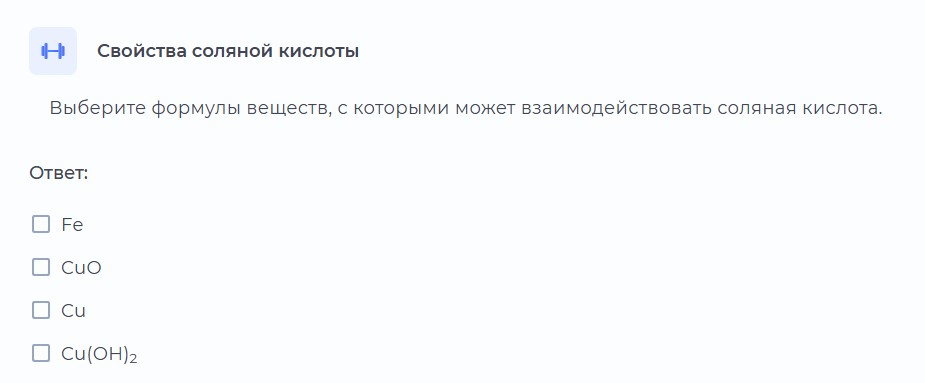 Свойства соляной кислоты
Выберите формулы веществ, с которыми может взаимодействовать соляная кислота.
Ответ:
Fe
CuO
Cu
Cu(OH)₂